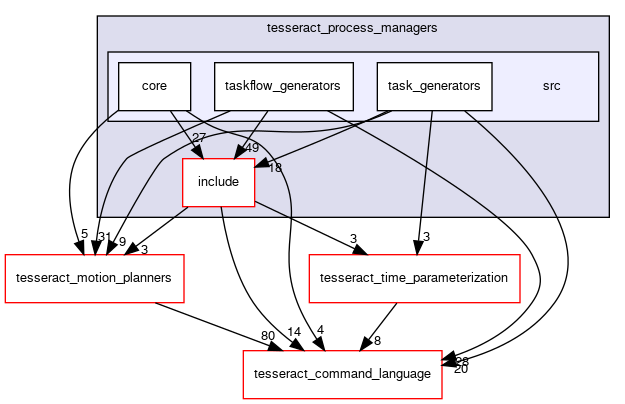 tesseract_process_managers
core
taskflow_generators
task_generators
src
27
49
18
include
5
31
9
3
3
3
tesseract_motion_planners
tesseract_time_parameterization
80
14
4
8
28
20
tesseract_command_language